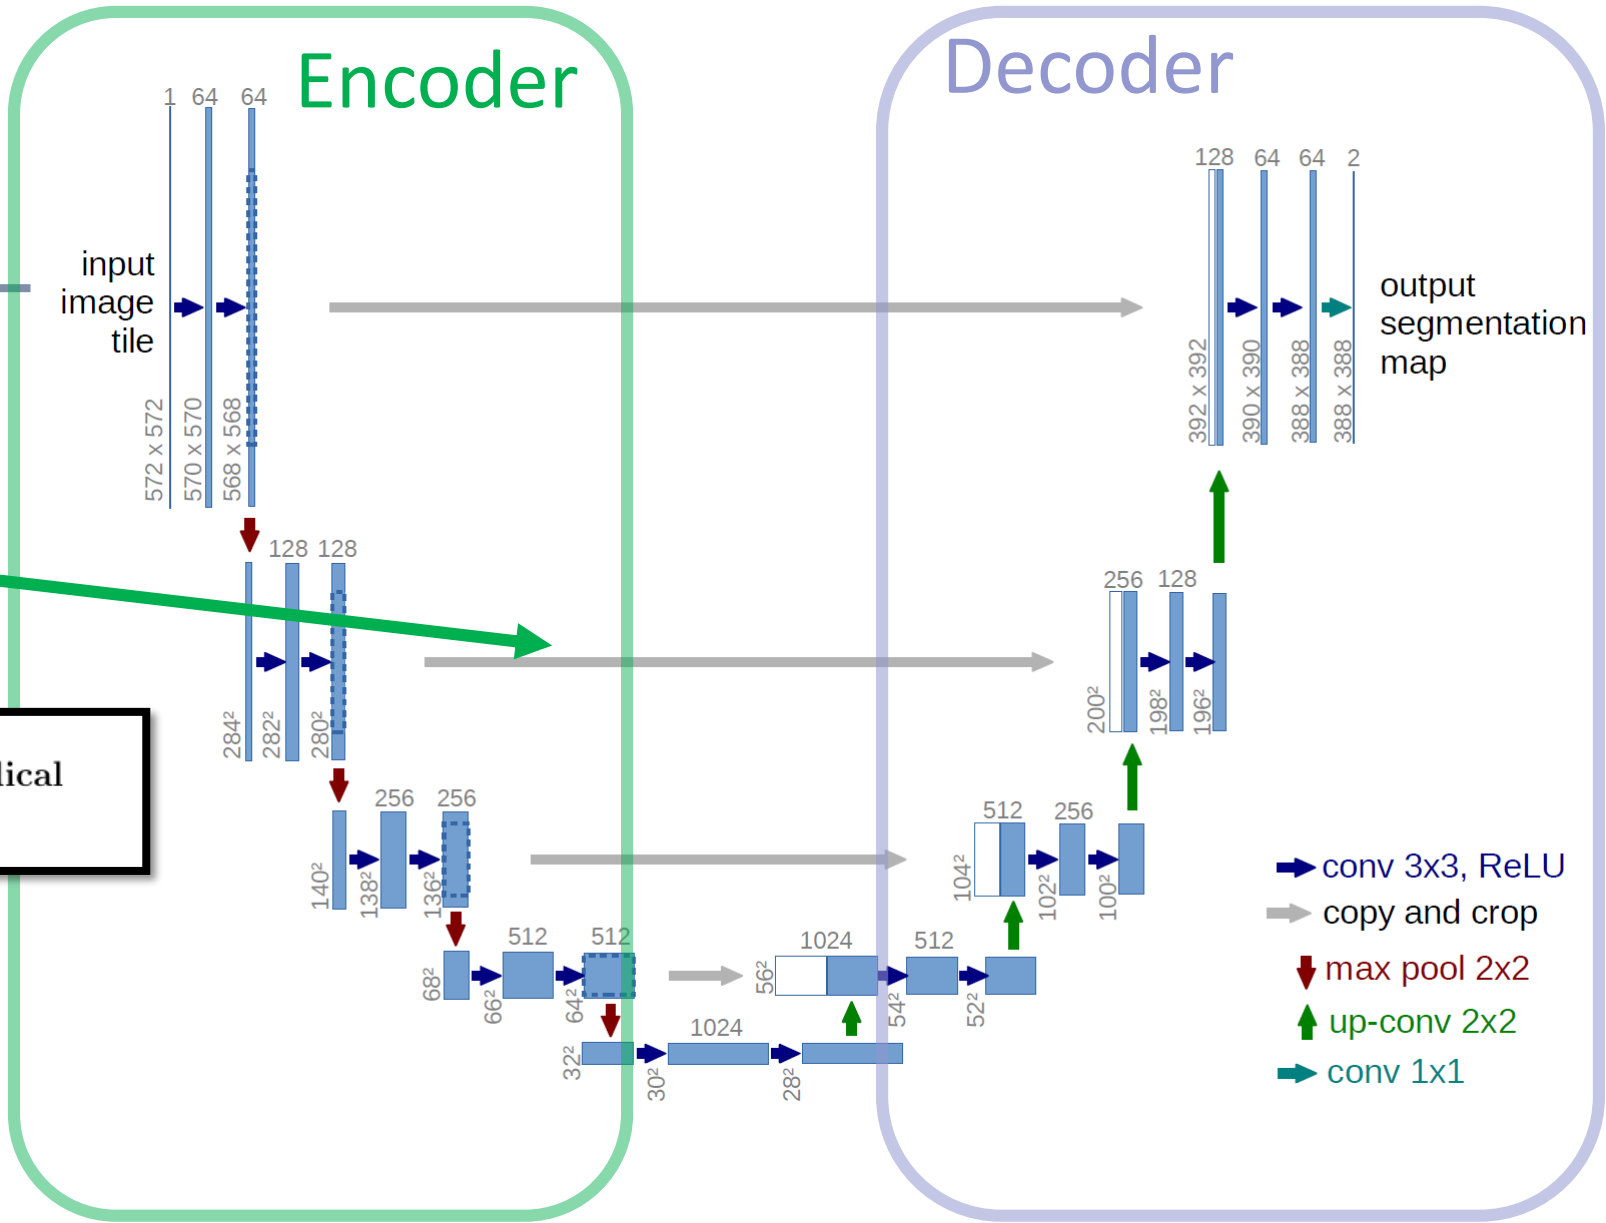 Encoder
Decoder
1 64 64
input
image
tile
572 x 572
570 x 570
568 x 568
128 64 64 2
output
segmentation
map
392 x 392
390 x 390
388 x 388
388 x 388
128 128
284²
282²
280²
256 128
200²
198²
196²
256 256
140²
138²
136²
512 256
104²
102²
100²
512 512
68²
66²
64²
1024 512
56²
54²
52²
1024
32²
30²
28²
lical
conv 3x3, ReLU
copy and crop
max pool 2x2
up-conv 2x2
conv 1x1